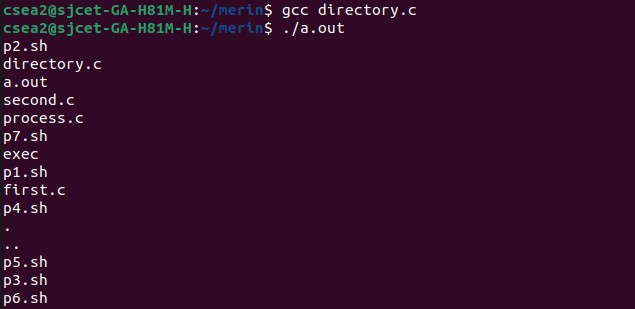 csea2@sjcet-GA-H81M-H:~/merin$ gcc directory.c
csea2@sjcet-GA-H81M-H:~/merin$ ./a.out
p2.sh
directory.c
a.out
second.c
process.c
p7.sh
exec
p1.sh
first.c
p4.sh
.
..
p5.sh
p3.sh
p6.sh